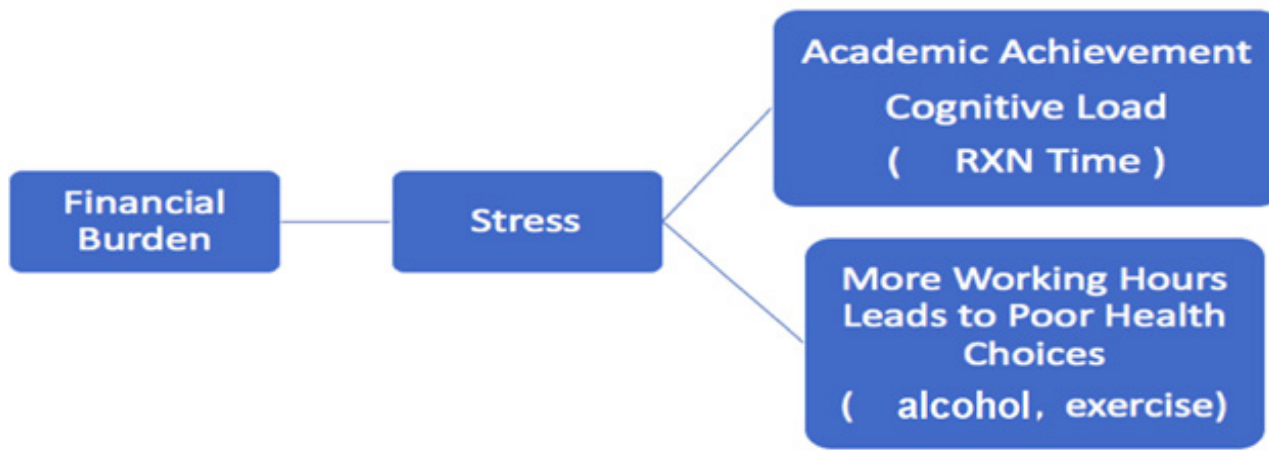 Financial
Burden
Stress
Academic Achievement
Cognitive Load
( RXN Time )
More Working Hours
Leads to Poor Health
Choices
( alcohol, exercise)